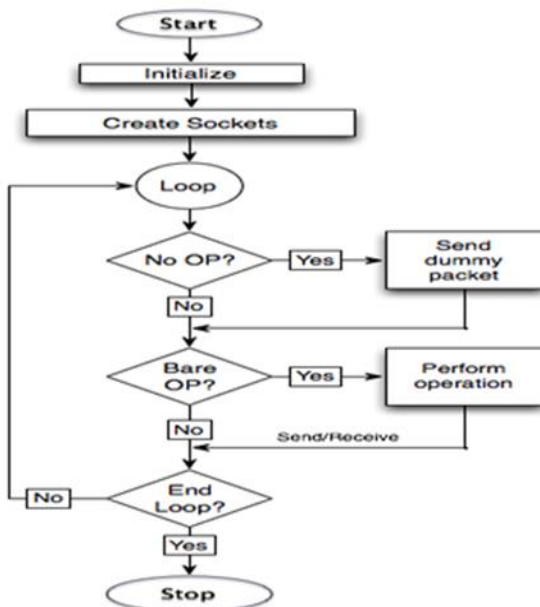 Start
Initialize
Create Sockets
Loop
No OP?
Yes
Send
dummy
packet
No
Bare
OP?
Yes
Perform
operation
No
Send/Receive
End
Loop?
No
Yes
Stop